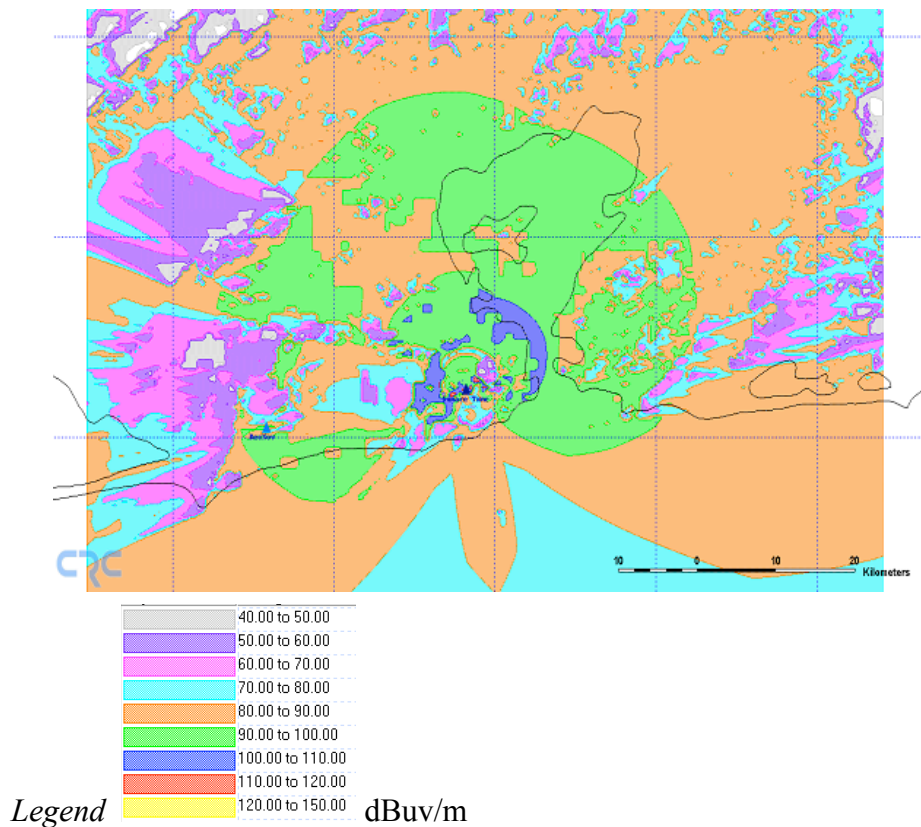 CRC
10 0 10 20
Kilometers
40.00 to 50.00
50.00 to 60.00
60.00 to 70.00
70.00 to 80.00
80.00 to 90.00
90.00 to 100.00
100.00 to 110.00
110.00 to 120.00
120.00 to 150.00
Legend dBuv/m